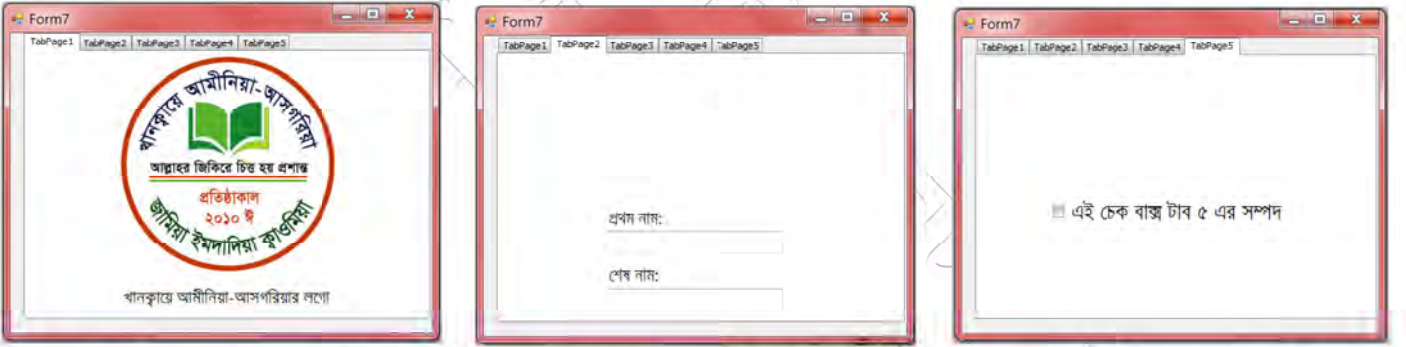 Form7
TabPage1 TabPage2 TabPage3 TabPage4 TabPage5
খানক্বায়ে আমীনিয়া-আসগরিয়া
আল্লাহর জিকিরে চিত্ত হয় প্রশান্ত
প্রতিষ্ঠাকাল
২০১০ ঈ
জামিয়া ইমদাদিয়া ক্বাওমিয়া
খানক্বায়ে আমীনিয়া-আসগরিয়ার লগো
Form7
TabPage1 TabPage2 TabPage3 TabPage4 TabPage5
প্রথম নাম:
শেষ নাম:
Form7
TabPage1 TabPage2 TabPage3 TabPage4 TabPage5
এই চেক বাক্স টাব ৫ এর সম্পদ